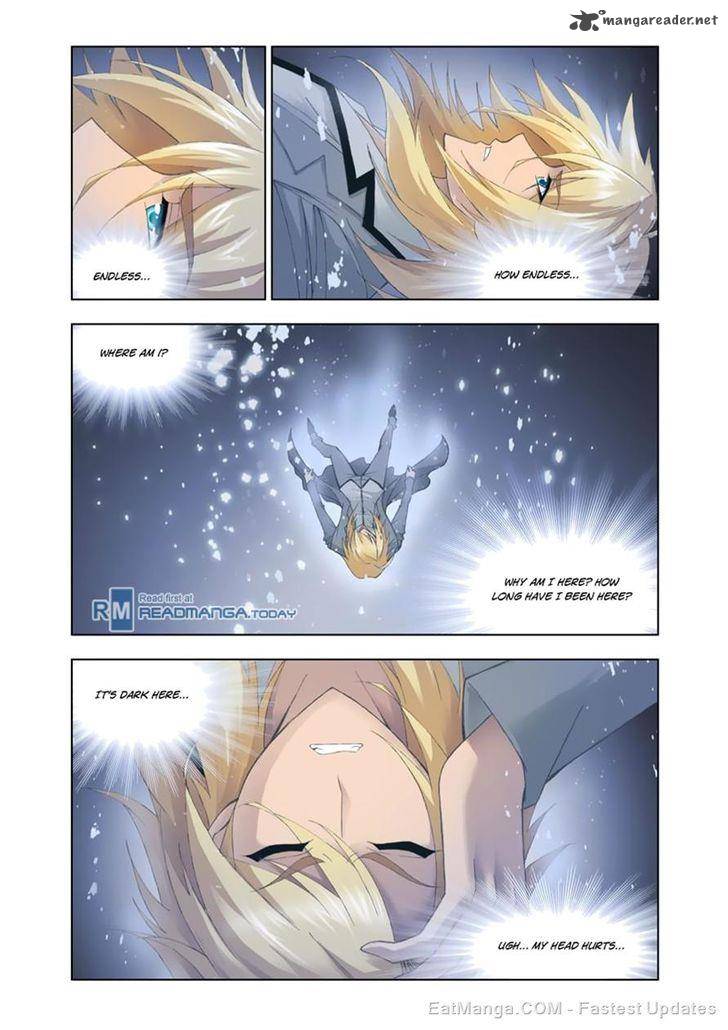 mangareader.net
ENDLESS...
HOW ENDLESS...
WHERE AM I?
WHY AM I HERE? HOW
LONG HAVE I BEEN HERE?
RM
Read first at
READMANGA.TODAY
IT'S DARK HERE...
UGH... MY HEAD HURTS...
EatManga.COM - Fastest Updates